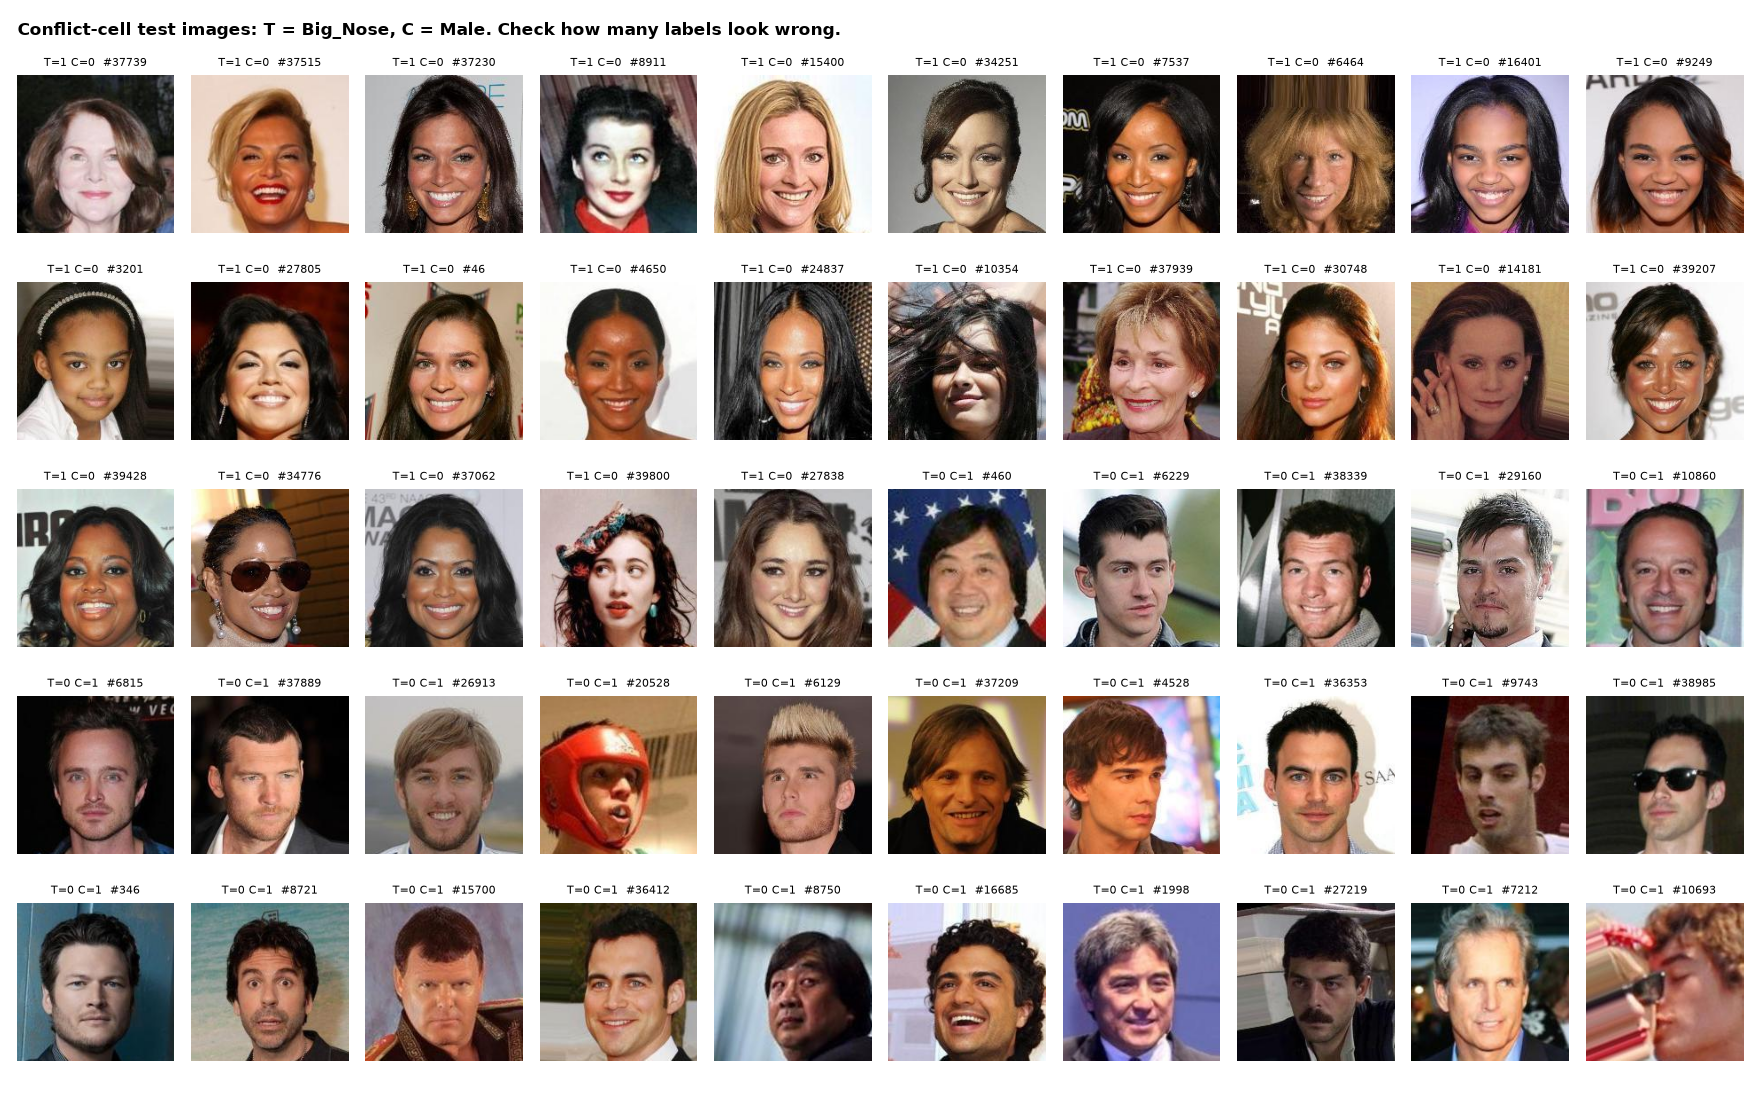 Conflict-cell test images: T = Big_Nose, C = Male. Check how many labels look wrong.
T=1 C=0 #37739
T=1 C=0 #37515
T=1 C=0 #37230
T=1 C=0 #8911
T=1 C=0 #15400
T=1 C=0 #34251
T=1 C=0 #7537
T=1 C=0 #6464
T=1 C=0 #16401
T=1 C=0 #9249
T=1 C=0 #3201
T=1 C=0 #27805
T=1 C=0 #46
T=1 C=0 #4650
T=1 C=0 #24837
T=1 C=0 #10354
T=1 C=0 #37939
T=1 C=0 #30748
T=1 C=0 #14181
T=1 C=0 #39207
T=1 C=0 #39428
T=1 C=0 #34776
T=1 C=0 #37062
T=1 C=0 #39800
T=1 C=0 #27838
T=0 C=1 #460
T=0 C=1 #6229
T=0 C=1 #38339
T=0 C=1 #29160
T=0 C=1 #10860
43RD NAAC
T=0 C=1 #6815
T=0 C=1 #37889
T=0 C=1 #26913
T=0 C=1 #20528
T=0 C=1 #6129
T=0 C=1 #37209
T=0 C=1 #4528
T=0 C=1 #36353
T=0 C=1 #9743
T=0 C=1 #38985
W VEG
SAA
T=0 C=1 #346
T=0 C=1 #8721
T=0 C=1 #15700
T=0 C=1 #36412
T=0 C=1 #8750
T=0 C=1 #16685
T=0 C=1 #1998
T=0 C=1 #27219
T=0 C=1 #7212
T=0 C=1 #10693